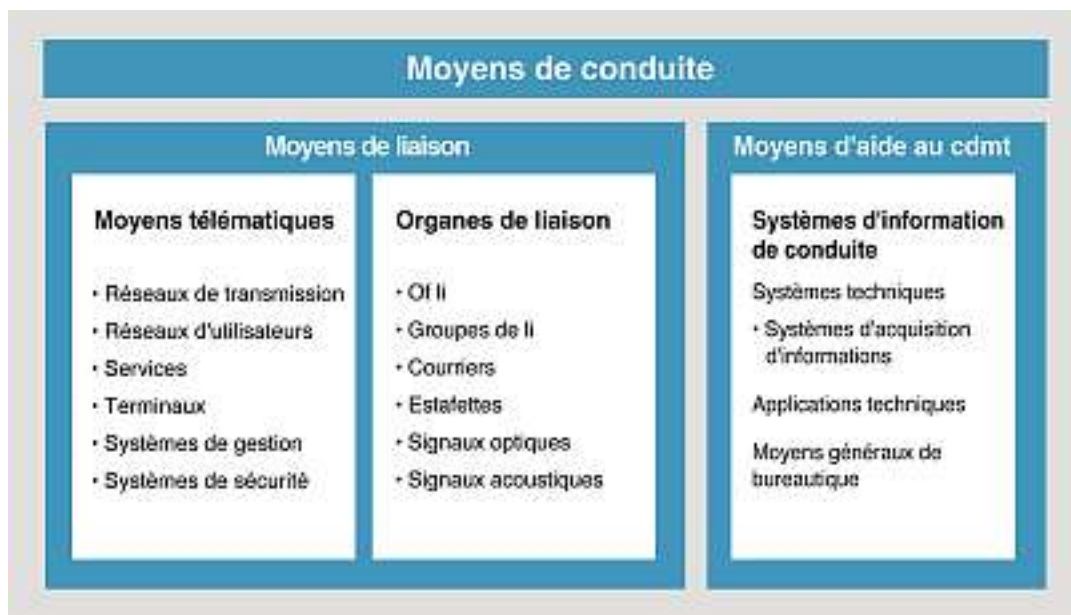 Moyens de conduite
Moyens de liaison
Moyens télématiques
· Réseaux de transmission
· Réseaux d'utilisateurs
· Services
· Terminaux
· Systèmes de gestion
· Systèmes de sécurité
Organes de liaison
· Of li
· Groupes de li
· Courriers
· Estafettes
· Signaux optiques
· Signaux acoustiques
Moyens d'aide au cdmt
Systèmes d'information
de conduite
Systèmes techniques
· Systèmes d'acquisition
d'informations
Applications techniques
Moyens généraux de
bureautique